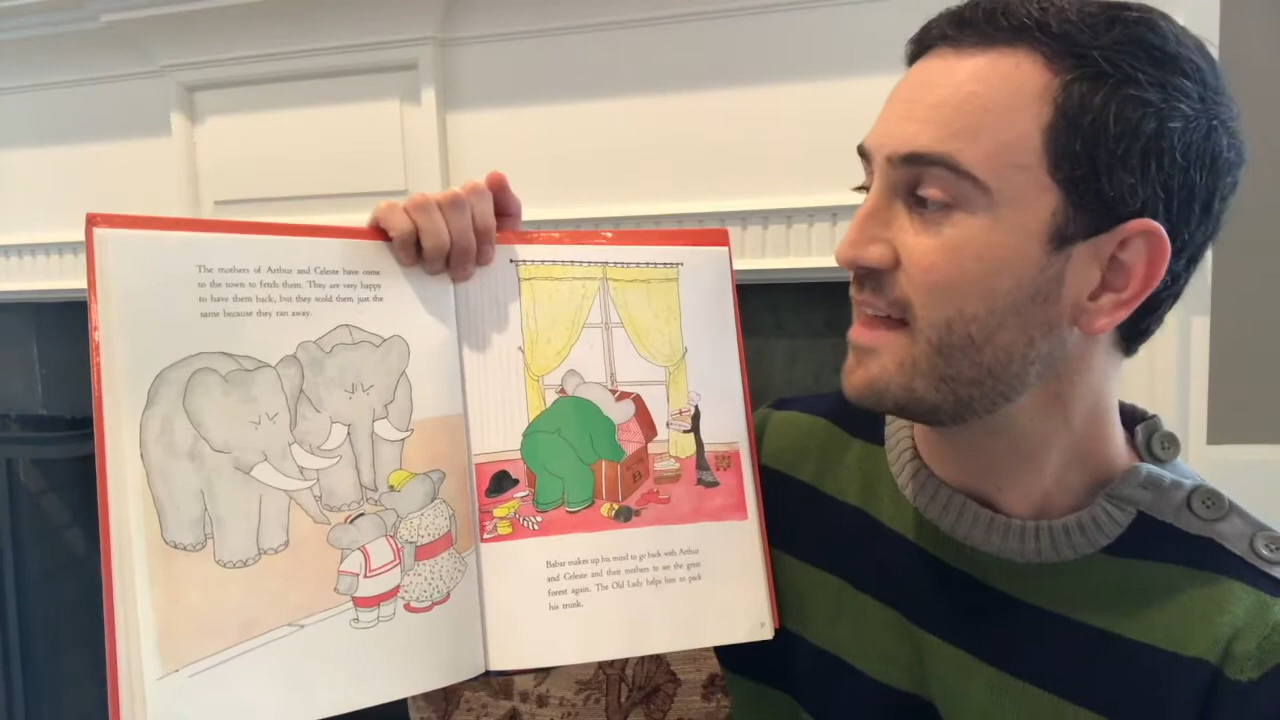 The mothers of Arthur and Celeste have come
to the town to fetch them. They are very happy
to have them back, but they scold them just the
same because they ran away.
Babar makes up his mind to go back with Arthur
and Celeste and their mothers to see the great
forest again. The Old Lady helps him to pack
his trunk.